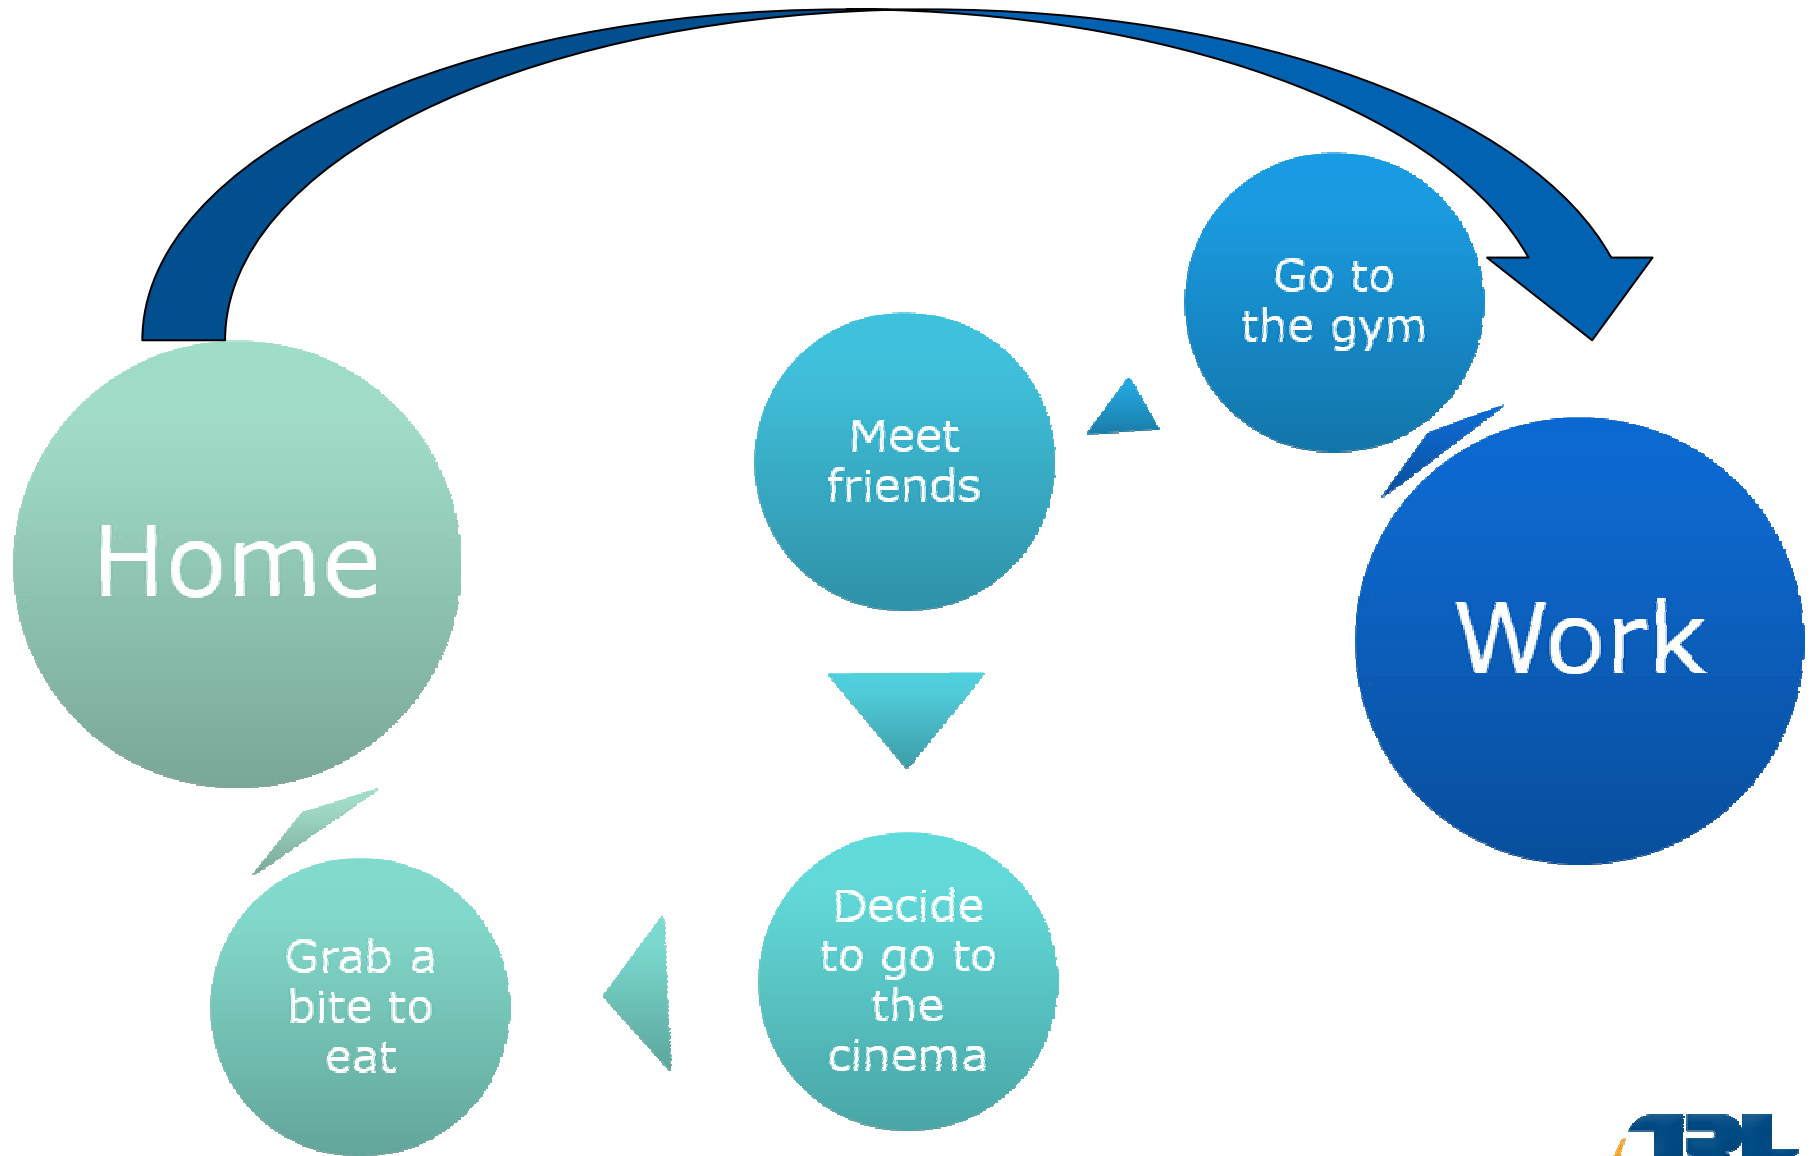 Home
Go to
the gym
Meet
friends
Work
Decide
to go to
the
cinema
Grab a
bite to
eat